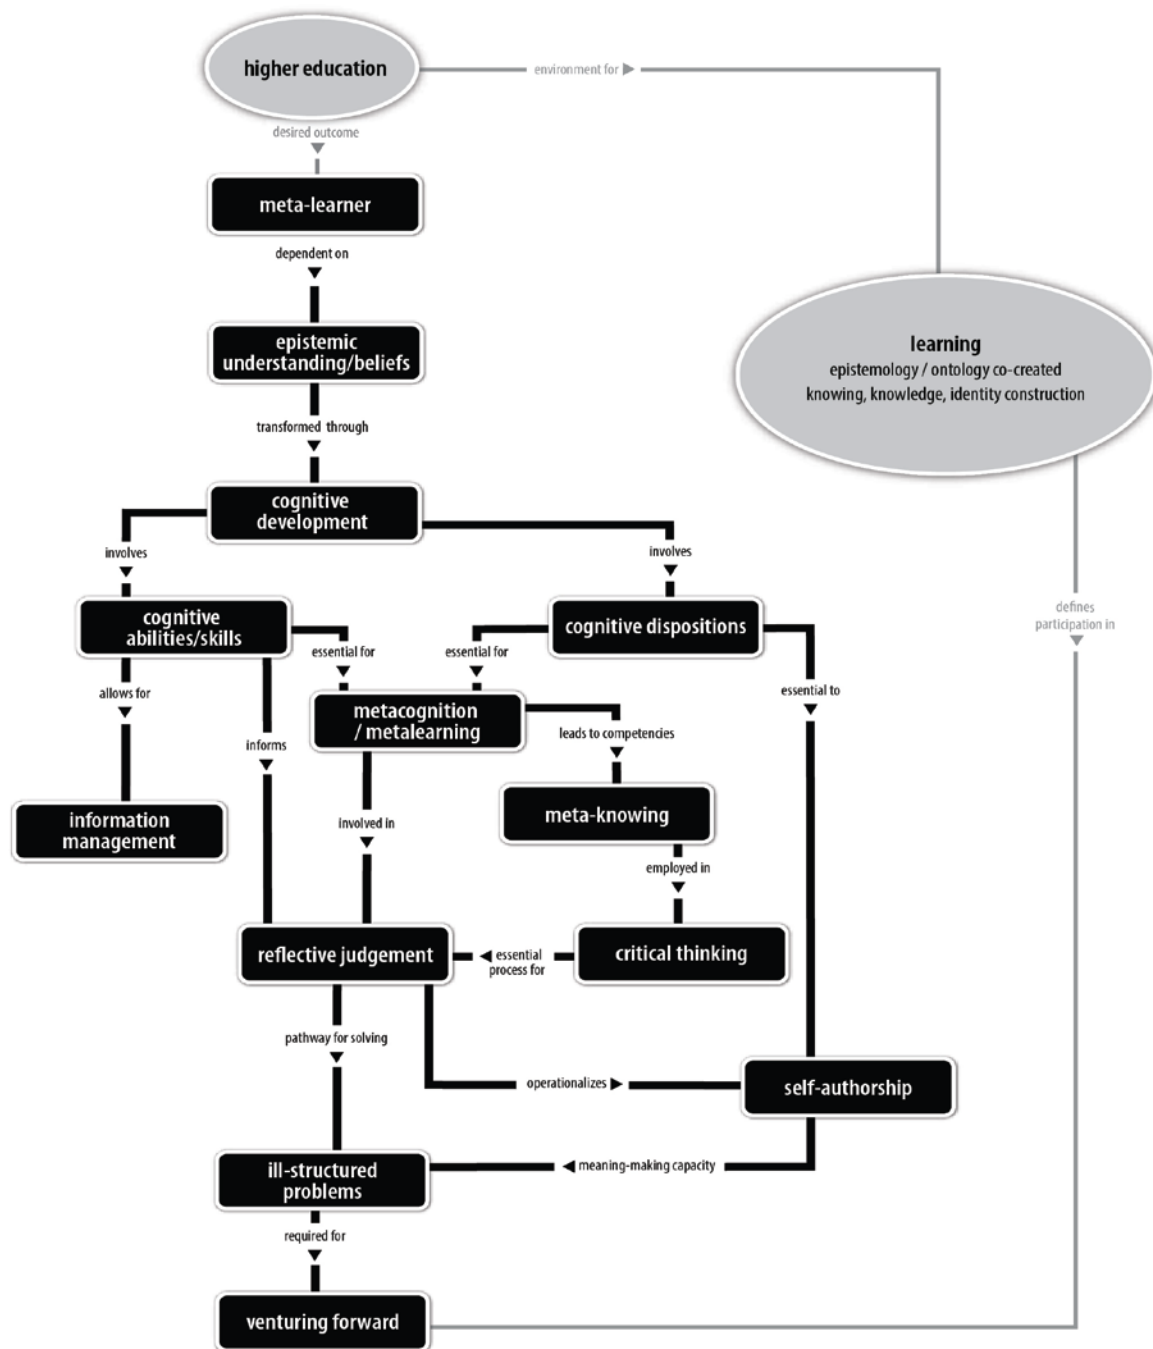 higher education
environment for
desired outcome
meta-learner
dependent on
epistemic
understanding/beliefs
learning
epistemology / ontology co-created
knowing, knowledge, identity construction
transformed through
cognitive
development
involves
involves
cognitive
abilities/skills
cognitive dispositions
defines
participation in
essential for
essential for
allows for
essential to
metacognition
/ metalearning
informs
leads to competencies
information
management
involved in
meta-knowing
employed in
reflective judgement
essential
process for
critical thinking
pathway for solving
operationalizes
self-authorship
ill-structured
problems
meaning-making capacity
required for
venturing forward